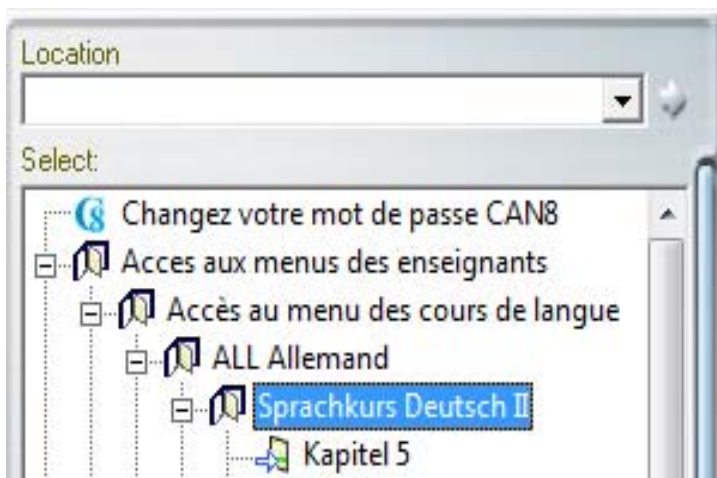 Location
Select:
Changez votre mot de passe CAN8
Acces aux menus des enseignants
Accès au menu des cours de langue
ALL Allemand
Sprachkurs Deutsch II
Kapitel 5